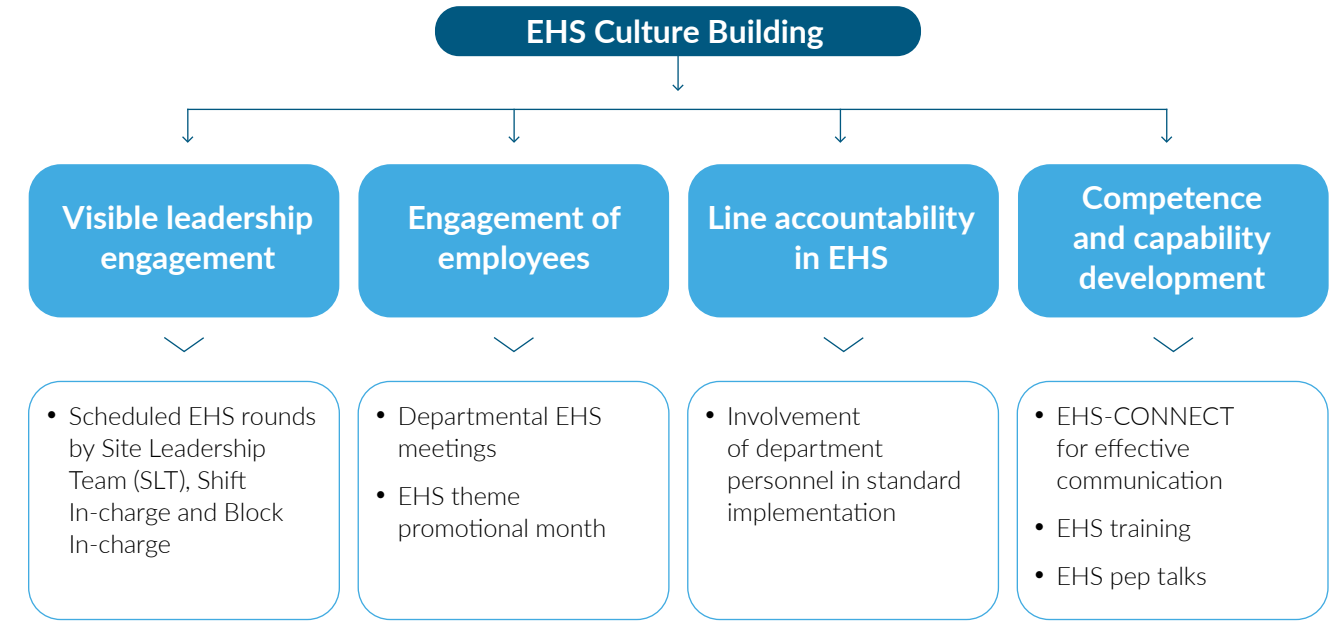 EHS Culture Building
Visible leadership
engagement
Engagement of
employees
Line accountability
in EHS
Competence
and capability
development
• Scheduled EHS rounds
by Site Leadership
Team (SLT), Shift
In-charge and Block
In-charge
• Departmental EHS
meetings
• EHS theme
promotional month
• Involvement
of department
personnel in standard
implementation
• EHS-CONNECT
for effective
communication
• EHS training
• EHS pep talks